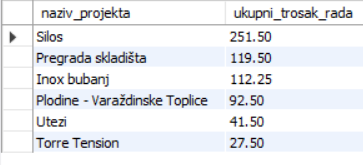 naziv_projekta ukupni_trosak_rada
Silos 251.50
Pregrada skladišta 119.50
Inox bubanj 112.25
Plodine - Varaždinske Toplice 92.50
Utezi 41.50
Torre Tension 27.50